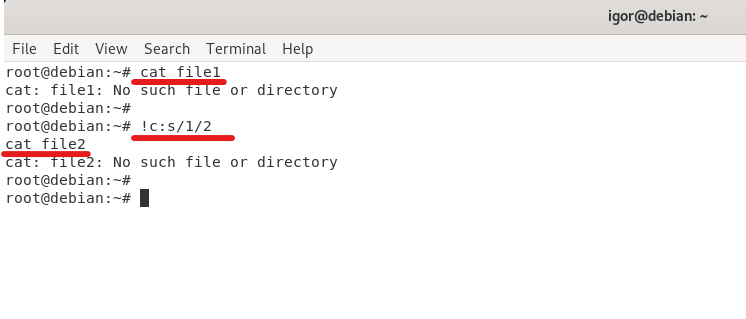 igor@debian: ~
File Edit View Search Terminal Help
root@debian:~# cat file1
cat: file1: No such file or directory
root@debian:~#
root@debian:~# !c:s/1/2
cat file2
cat: file2: No such file or directory
root@debian:~#
root@debian:~#